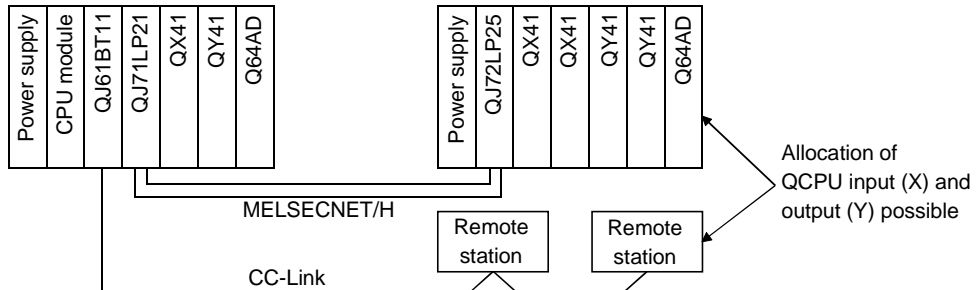 Power supply
CPU module
QJ61BT11
QJ71LP21
QX41
QY41
Q64AD
Power supply
QJ72LP25
QX41
QX41
QY41
QY41
Q64AD
Allocation of
QCPU input (X) and
output (Y) possible
MELSECNET/H
Remote
station
Remote
station
CC-Link